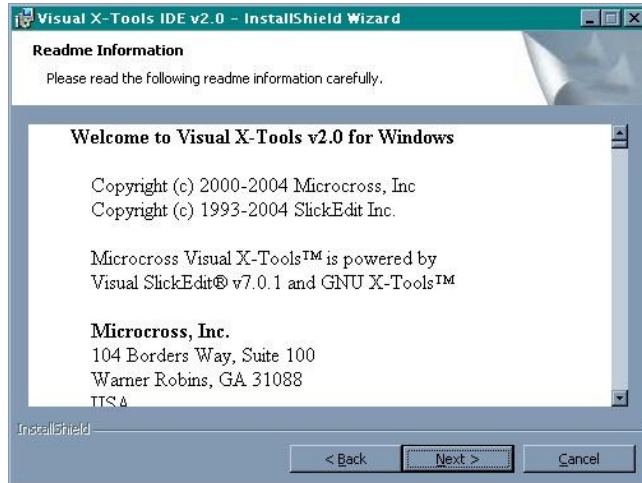 Visual X-Tools IDE v2.0 - InstallShield Wizard
Readme Information
Please read the following readme information carefully.
Welcome to Visual X-Tools v2.0 for Windows
Copyright (c) 2000-2004 Microcross, Inc
Copyright (c) 1993-2004 SlickEdit Inc.
Microcross Visual X-Tools™ is powered by
Visual SlickEdit® v7.0.1 and GNU X-Tools™
Microcross, Inc.
104 Borders Way, Suite 100
Warner Robins, GA 31088
USA
InstallShield
< Back
Next >
Cancel